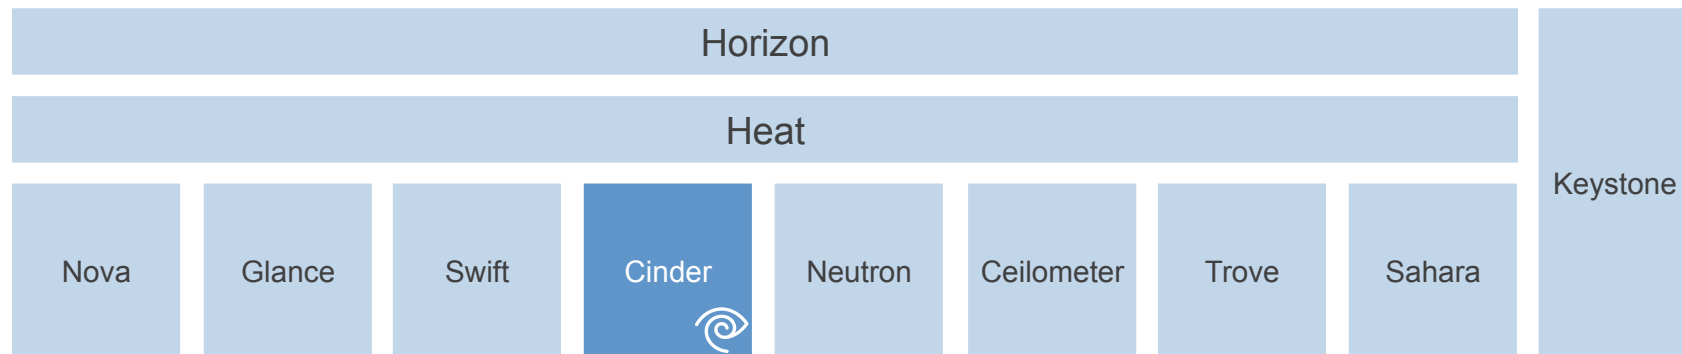 Horizon
Heat
Keystone
Nova
Glance
Swift
Cinder
Neutron
Ceilometer
Trove
Sahara